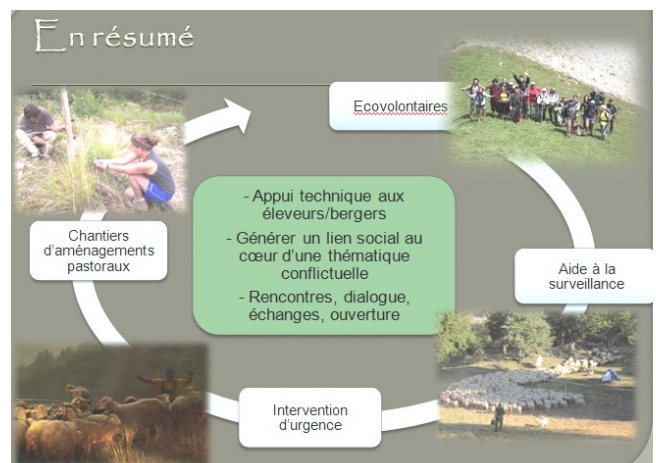 En résumé
Ecovolontaires
- Appui technique aux
éleveurs/bergers
- Générer un lien social au
cœur d'une thématique
conflictuelle
- Rencontres, dialogue,
échanges, ouverture
Chantiers
d'aménagements
pastoraux
Aide à la
surveillance
Intervention
d'urgence